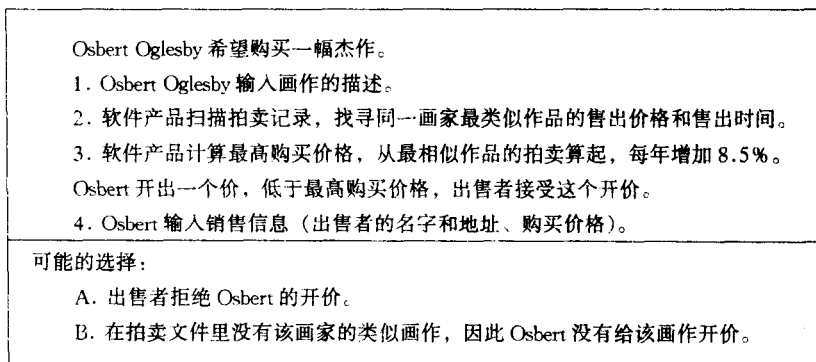 Osbert Oglesby 希望购买一幅杰作。
1. Osbert Oglesby 输入画作的描述。
2. 软件产品扫描拍卖记录，找寻同一画家最类似作品的售出价格和售出时间。
3. 软件产品计算最高购买价格，从最相似作品的拍卖算起，每年增加 8.5%。
Osbert 开出一个价，低于最高购买价格，出售者接受这个开价。
4. Osbert 输入销售信息（出售者的名字和地址、购买价格）。
可能的选择：
A. 出售者拒绝 Osbert 的开价。
B. 在拍卖文件里没有该画家的类似画作，因此 Osbert 没有给该画作开价。